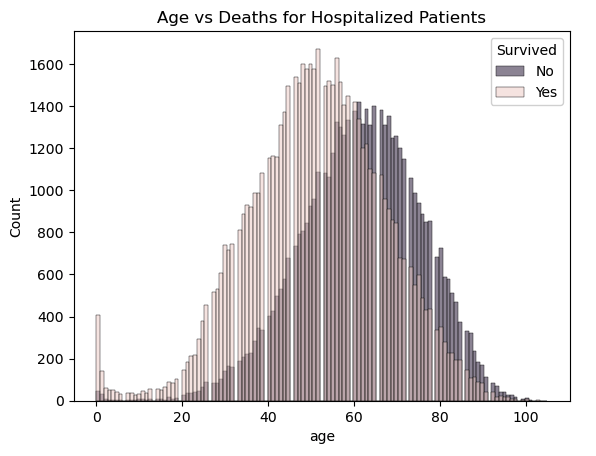 Age vs Deaths for Hospitalized Patients
Survived
No
Yes
Count
1600
1400
1200
1000
800
600
400
200
0
0 20 40 60 80 100
age